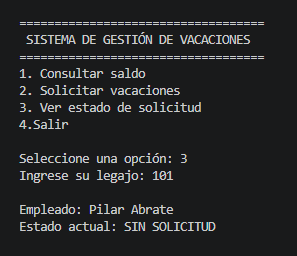 ===================================
SISTEMA DE GESTIÓN DE VACACIONES
===================================
1. Consultar saldo
2. Solicitar vacaciones
3. Ver estado de solicitud
4.Salir
Seleccione una opción: 3
Ingrese su legajo: 101
Empleado: Pilar Abrate
Estado actual: SIN SOLICITUD